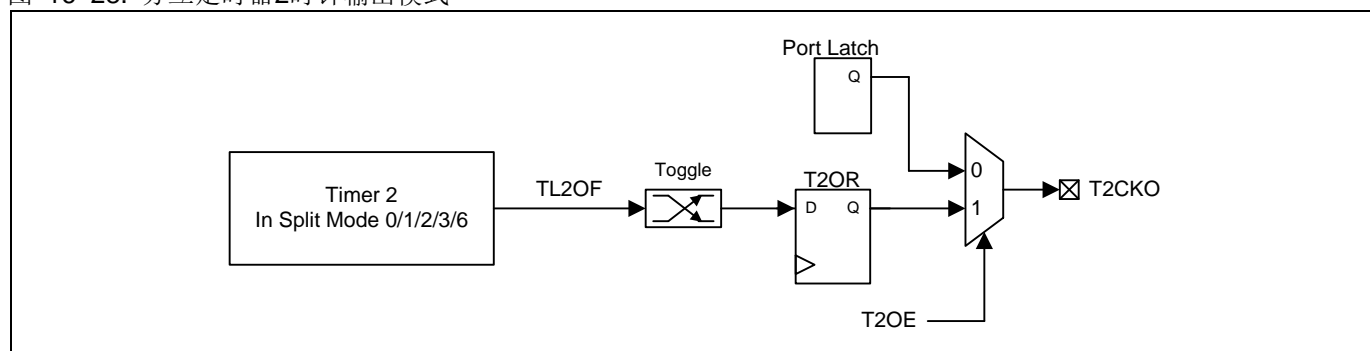 Port Latch
Q
Timer 2
In Split Mode 0/1/2/3/6
TL2OF
Toggle
T2OR
D Q
0
1
T2CKO
T2OE